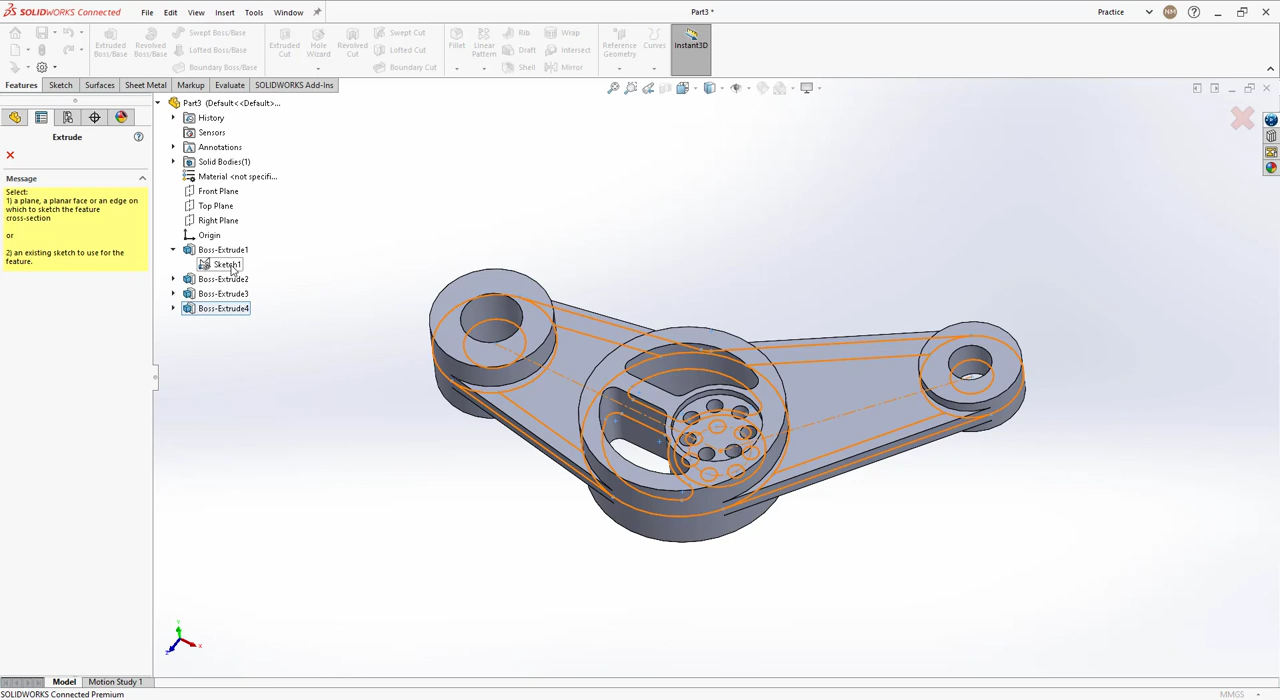 SOLIDWORKS Connected
File
Edit
View
Insert
Tools
Window
Part3 *
Practice
NM
Extruded Boss/Base
Revolved Boss/Base
Swept Boss/Base
Lofted Boss/Base
Boundary Boss/Base
Extruded Cut
Hole Wizard
Revolved Cut
Swept Cut
Lofted Cut
Boundary Cut
Fillet
Linear Pattern
Rib
Draft
Shell
Wrap
Intersect
Mirror
Reference Geometry
Curves
Instant3D
Features
Sketch
Surfaces
Sheet Metal
Markup
Evaluate
SOLIDWORKS Add-Ins
Extrude
Message
Select:
1) a plane, a planar face or an edge on
which to sketch the feature
cross-section
or
2) an existing sketch to use for the
feature.
Part3 (Default<<Default>...
History
Sensors
Annotations
Solid Bodies(1)
Material <not specifi...
Front Plane
Top Plane
Right Plane
Origin
Boss-Extrude1
Sketch1
Boss-Extrude2
Boss-Extrude3
Boss-Extrude4
Y
X
Z
Model
Motion Study 1
SOLIDWORKS Connected Premium
MMGS